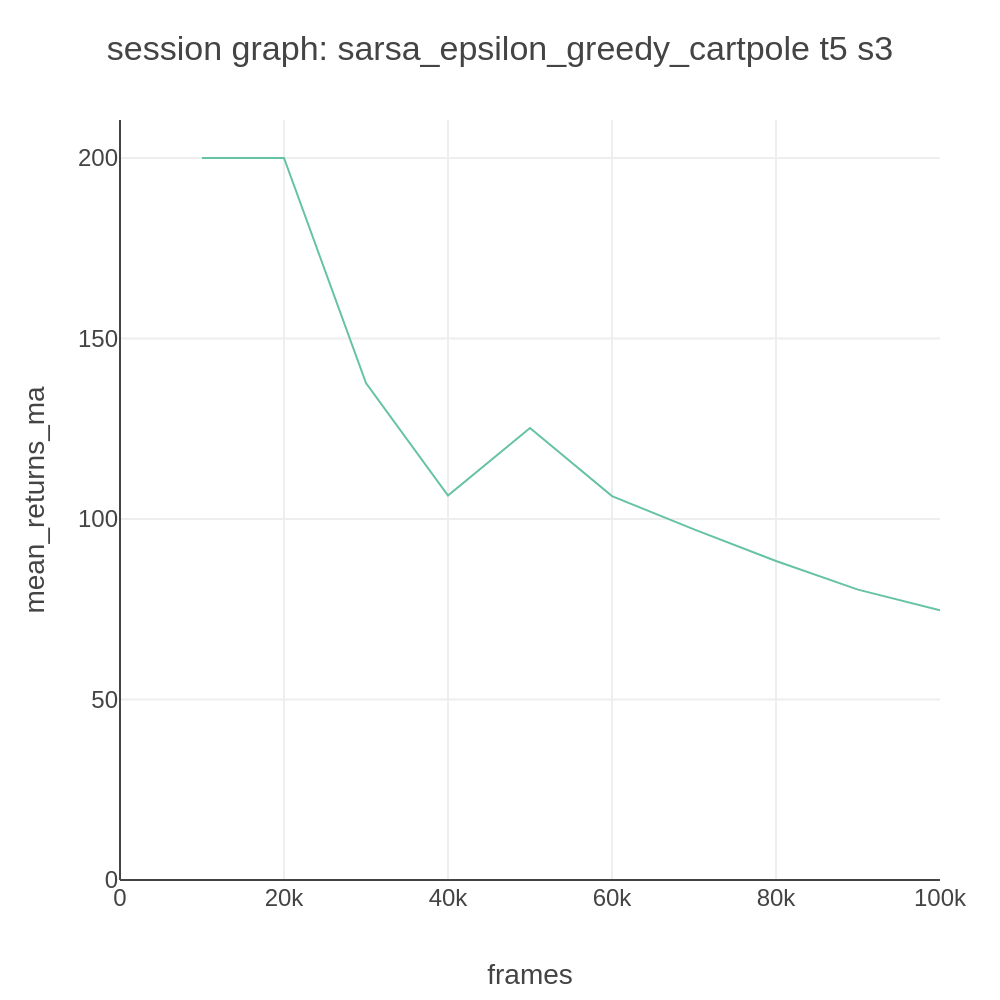 session graph: sarsa_epsilon_greedy_cartpole t5 s3
mean_returns_ma
200
150
100
50
0
0 20k 40k 60k 80k 100k
frames